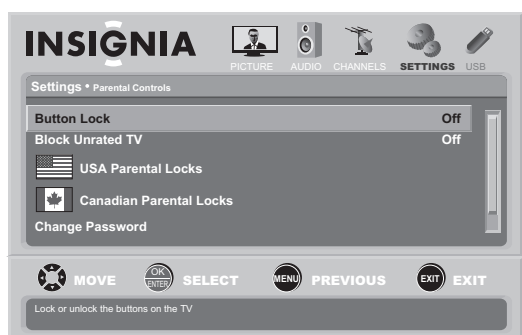 INSIGNIA
PICTURE AUDIO CHANNELS SETTINGS USB
Settings • Parental Controls
Button Lock Off
Block Unrated TV Off
USA Parental Locks
Canadian Parental Locks
Change Password
MOVE OK ENTER SELECT MENU PREVIOUS EXIT EXIT
Lock or unlock the buttons on the TV